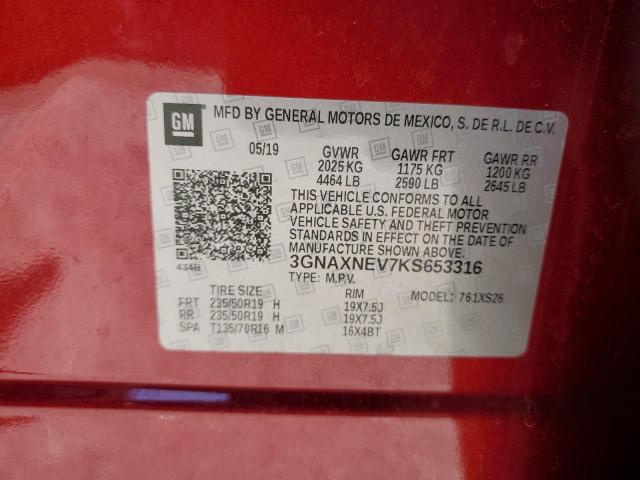 GM MFD BY GENERAL MOTORS DE MEXICO, S. DE R.L. DE C.V.
05/19 GVWR GAWR FRT GAWR RR
2025 KG 1175 KG 1200 KG
4464 LB 2590 LB 2645 LB
THIS VEHICLE CONFORMS TO ALL
APPLICABLE U.S. FEDERAL MOTOR
VEHICLE SAFETY AND THEFT PREVENTION
STANDARDS IN EFFECT ON THE DATE OF
MANUFACTURE SHOWN ABOVE.
434B 3GNAXNEV7KS653316
TYPE: M.P.V.
TIRE SIZE RIM MODEL: 761XS26
FRT 235/50R19 H 19X7.5J
RR 235/50R19 H 19X7.5J
SPA T135/70R16 M 16X4BT